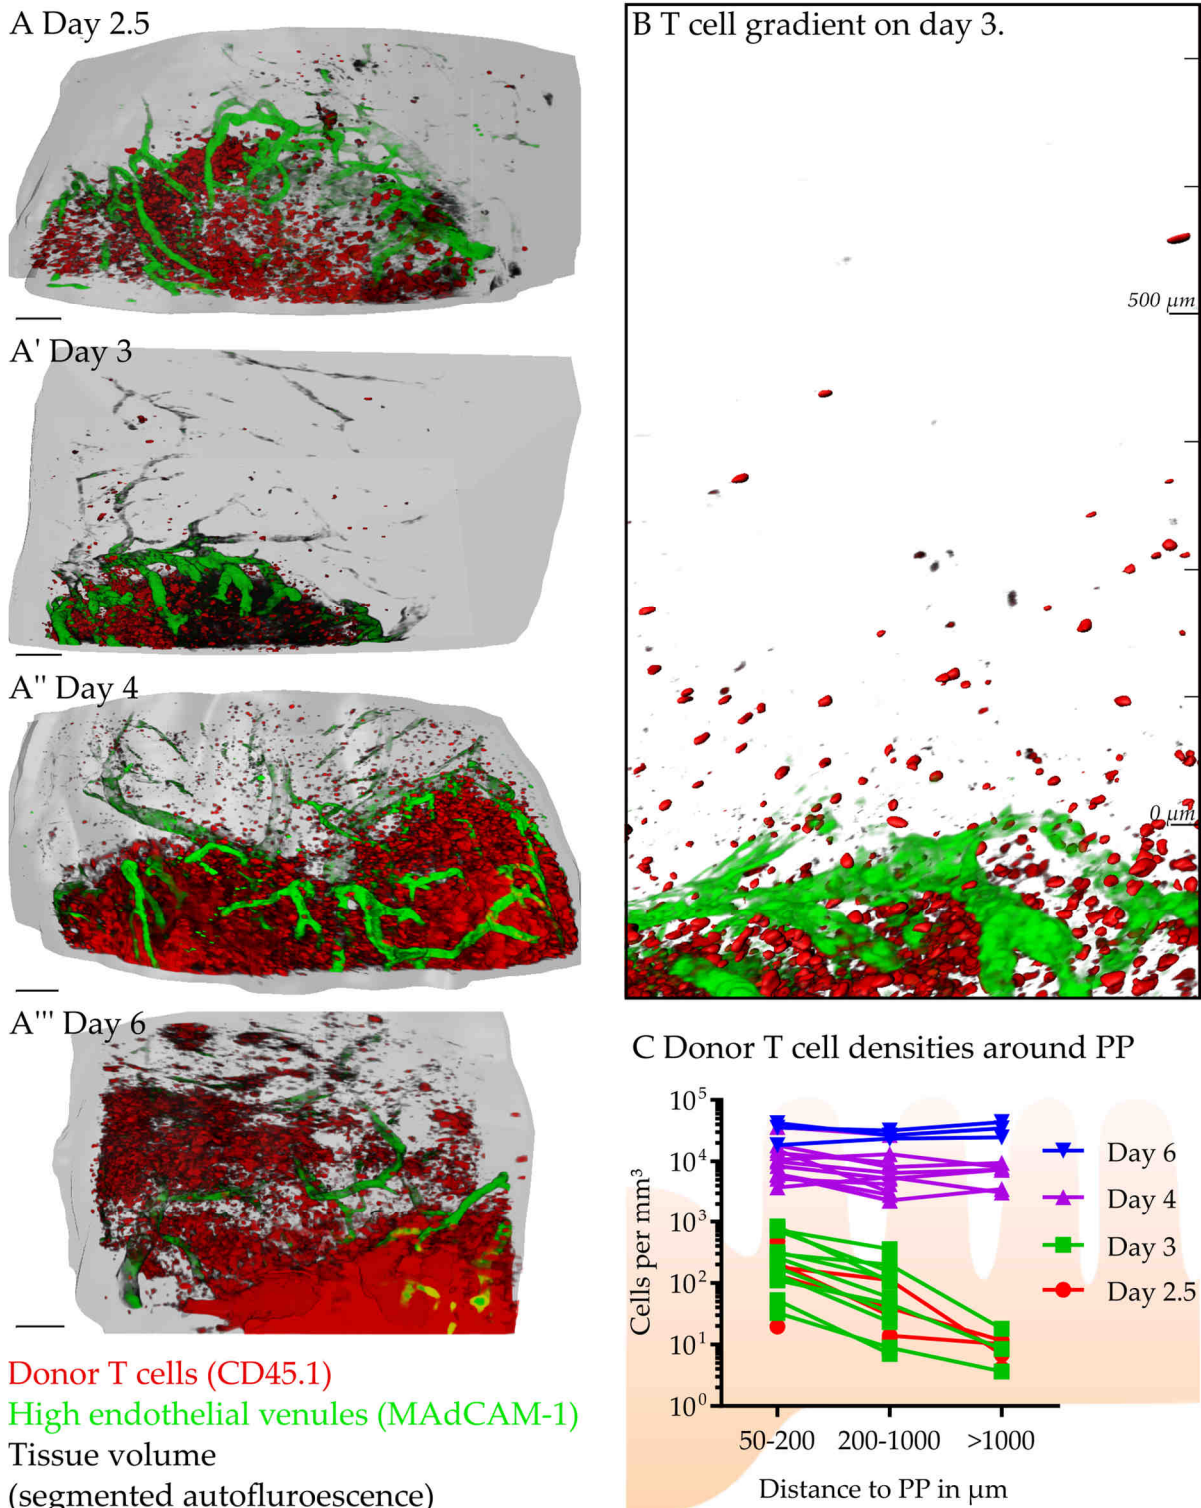 A Day 2.5
A' Day 3
A'' Day 4
A''' Day 6
Donor T cells (CD45.1)
High endothelial venules (MAdCAM-1)
Tissue volume
(segmented autofluroescence)
B T cell gradient on day 3.
500 µm
0 µm
C Donor T cell densities around PP
Cells per mm³
10⁵
10⁴
10³
10²
10¹
10⁰
50-200 200-1000 >1000
Distance to PP in µm
Day 6
Day 4
Day 3
Day 2.5